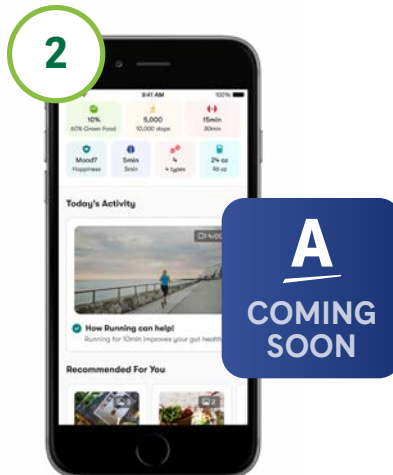 2
9:41 AM 100%
10% 5,000 15min
60% Green Food 10,000 steps 30min
Mood? 5min 4 24 oz
Happiness 5min 4 types 96 oz
Today's Activity
How Running can help!
Running for 10min improves your gut health
Recommended For You
2
A
COMING
SOON